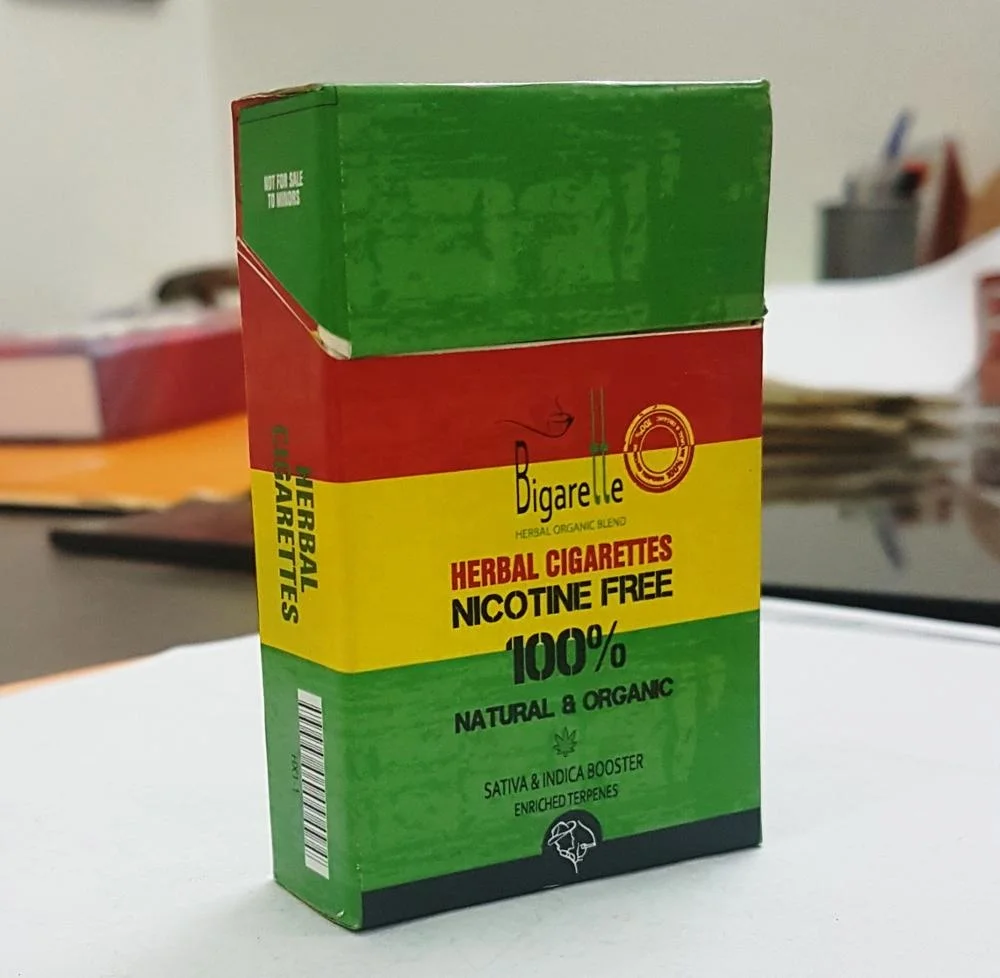 NOT FOR SALE
TO MINORS
Bigarette
HERBAL ORGANIC BLEND
HERBAL CIGARETTES
NICOTINE FREE
100%
NATURAL & ORGANIC
SATIVA & INDICA BOOSTER
ENRICHED TERPENES
HERBAL
CIGARETTES